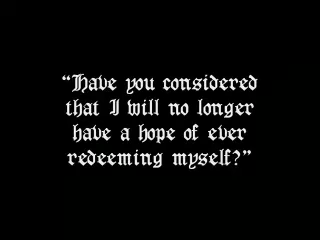 “Have you considered
that I will no longer
have a hope of ever
redeeming myself?”